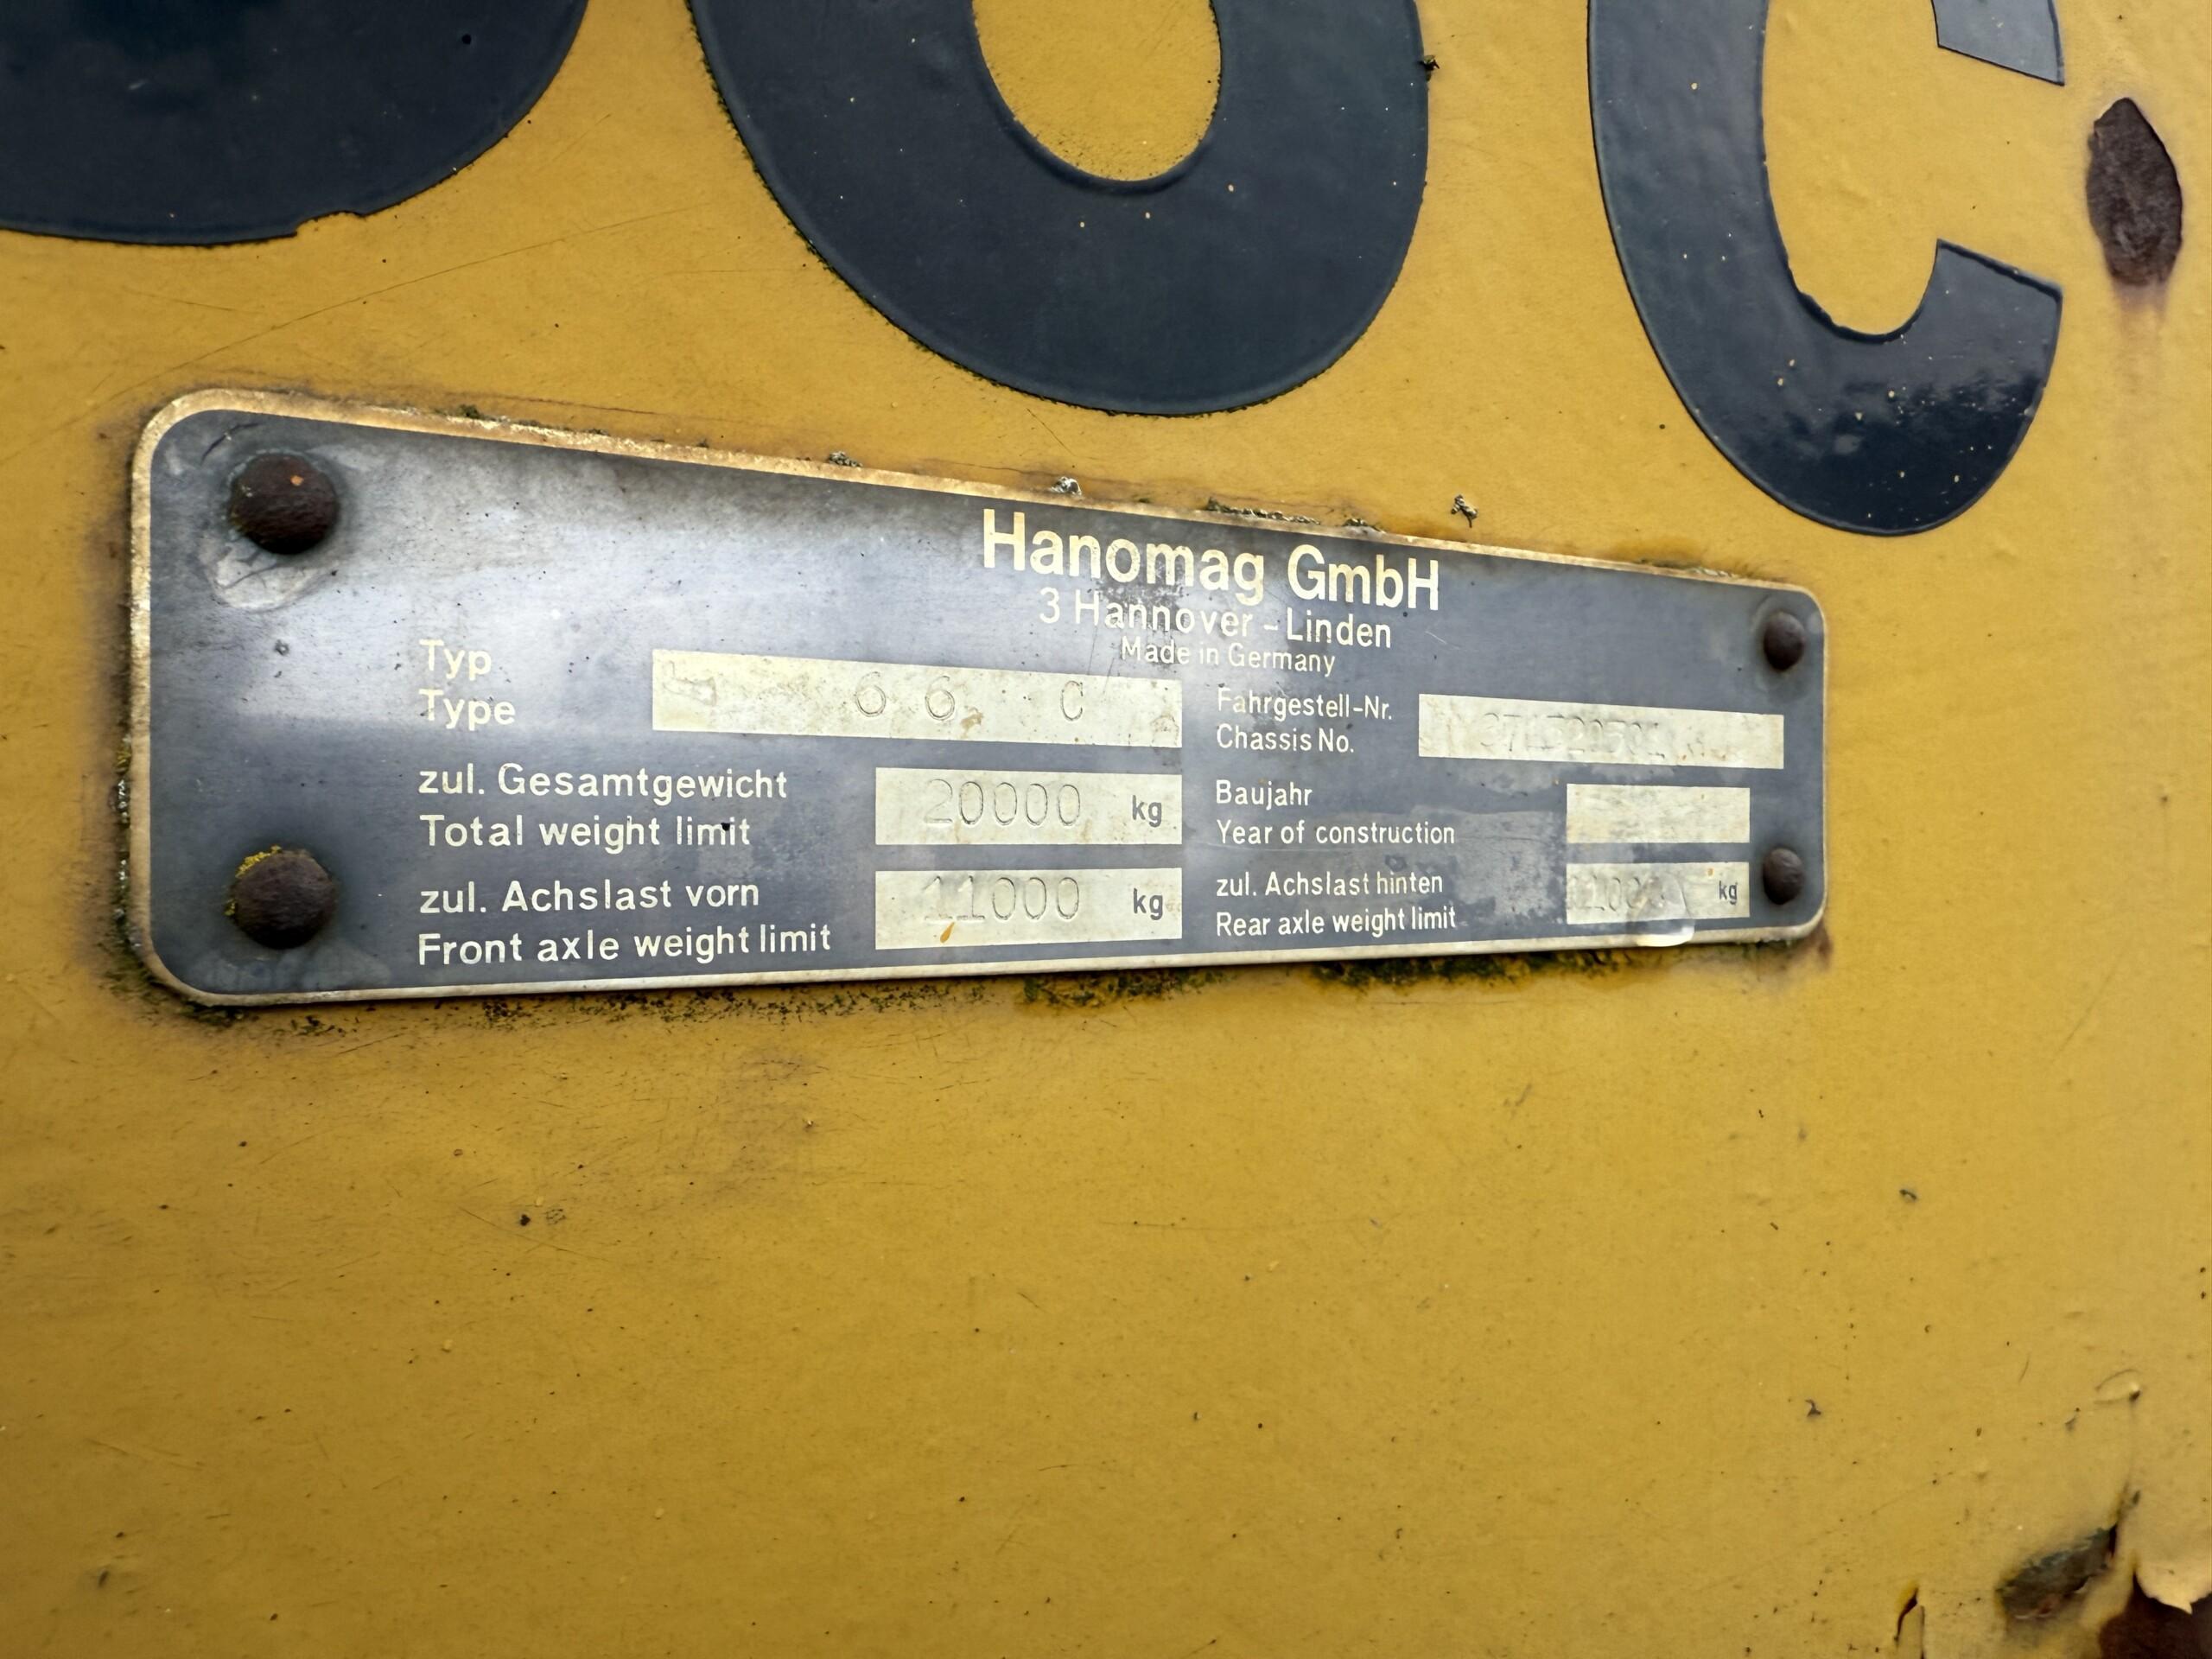 66C
Hanomag GmbH
3 Hannover-Linden
Made in Germany
Typ
Type
6 6 C
Fahrgestell-Nr.
Chassis No.
zul. Gesamtgewicht
Total weight limit
20000 kg
Baujahr
Year of construction
zul. Achslast vorn
Front axle weight limit
11000 kg
zul. Achslast hinten
Rear axle weight limit
kg